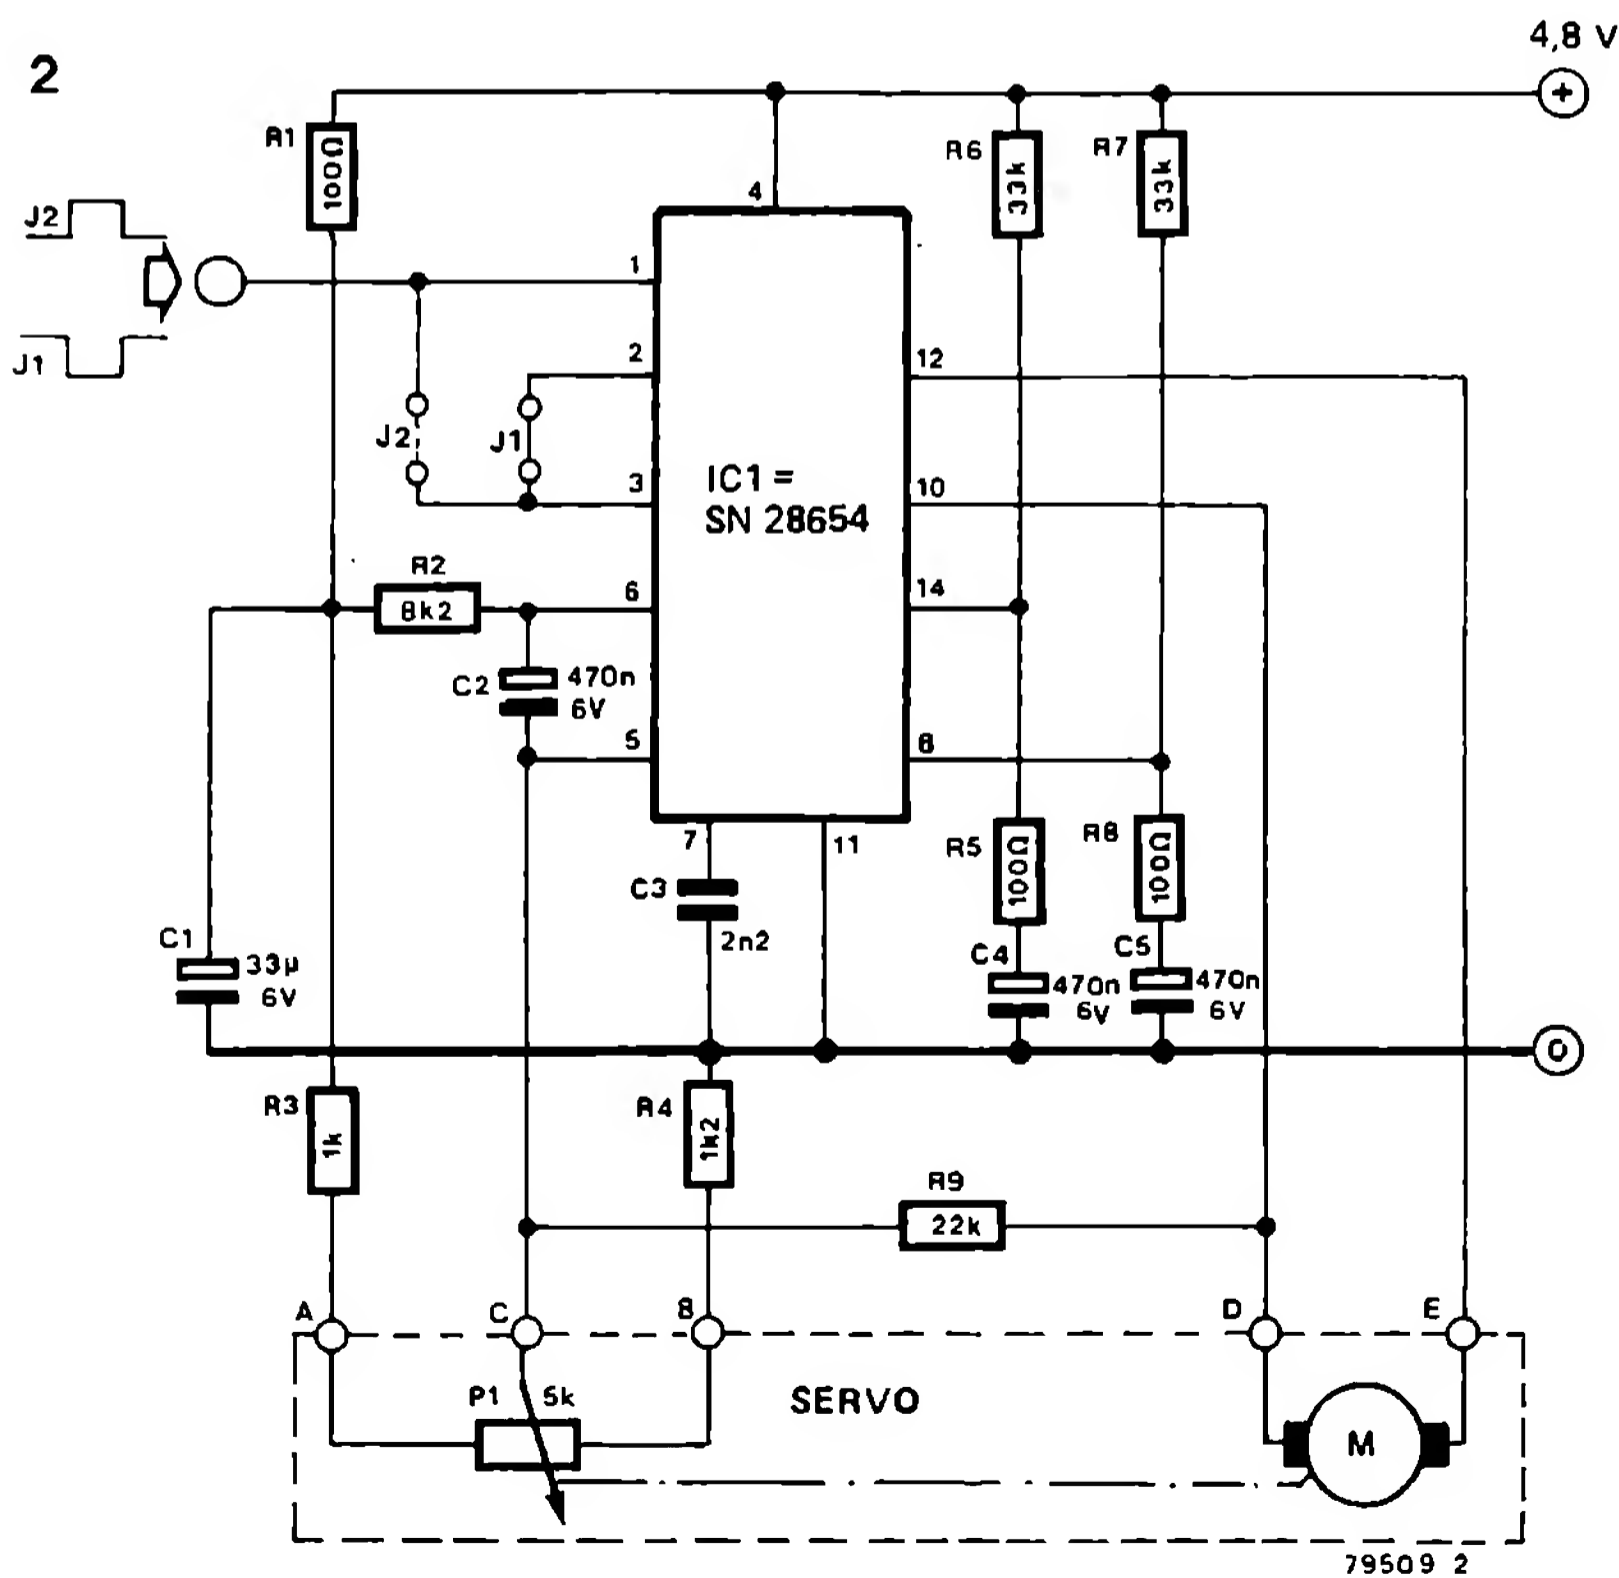 2
4,8 V
+
R1
100Ω
R6
33k
R7
33k
4
J2
J1
1
2
3
J2
J1
IC1 =
SN 28654
12
10
14
R2
8k2
6
C2
470n
6V
5
8
7
11
C3
2n2
R5
100Ω
R8
100Ω
C1
33µ
6V
C4
470n
6V
C5
470n
6V
0
R3
1k
R4
1k2
R9
22k
A
C
B
D
E
P1
5k
SERVO
M
79509 2